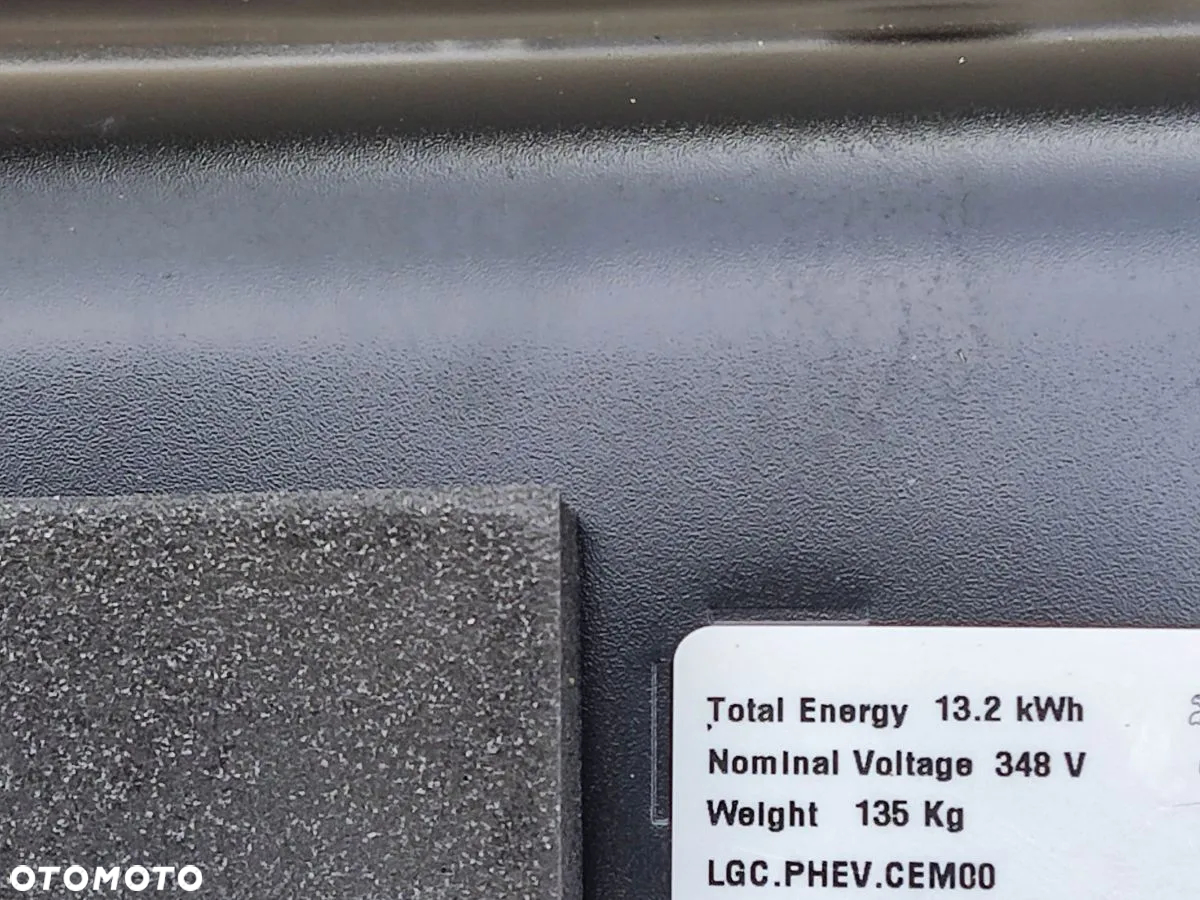 Total Energy 13.2 kWh
Nominal Voltage 348 V
Weight 135 Kg
LGC.PHEV.CEM00
OTOMOTO